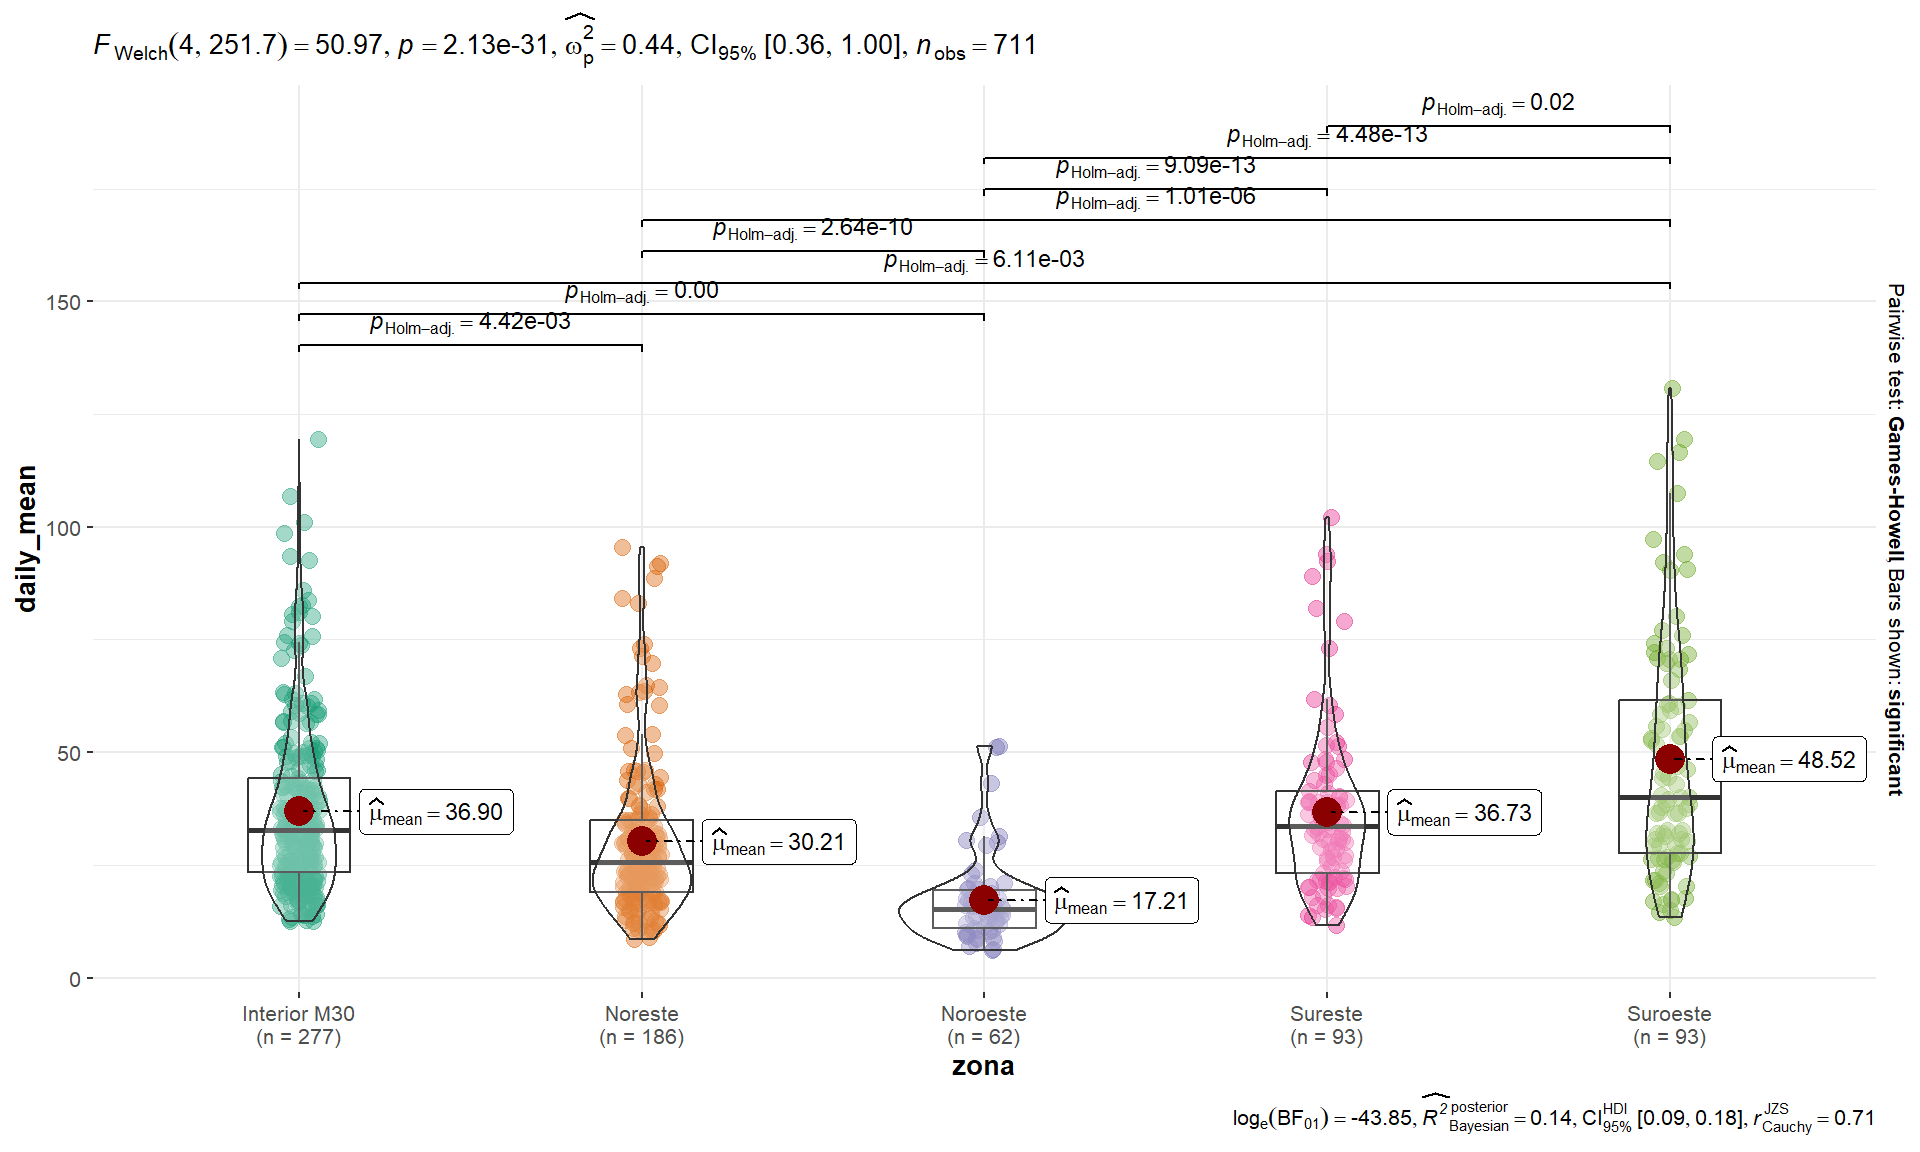 F Welch(4, 251.7) = 50.97, p = 2.13e-31, ω̂²p = 0.44, CI95% [0.36, 1.00], nobs = 711
pHolm−adj. = 0.02
pHolm−adj. = 4.48e-13
pHolm−adj. = 9.09e-13
pHolm−adj. = 1.01e-06
pHolm−adj. = 2.64e-10
pHolm−adj. = 6.11e-03
pHolm−adj. = 0.00
pHolm−adj. = 4.42e-03
150
100
50
0
daily_mean
μ̂mean = 36.90
μ̂mean = 30.21
μ̂mean = 17.21
μ̂mean = 36.73
μ̂mean = 48.52
Pairwise test: Games-Howell, Bars shown: significant
Interior M30
(n = 277)
Noreste
(n = 186)
Noroeste
(n = 62)
Sureste
(n = 93)
Suroeste
(n = 93)
zona
loge(BF01) = -43.85, R̂² posterior Bayesian = 0.14, CI HDI 95% [0.09, 0.18], r JZS Cauchy = 0.71